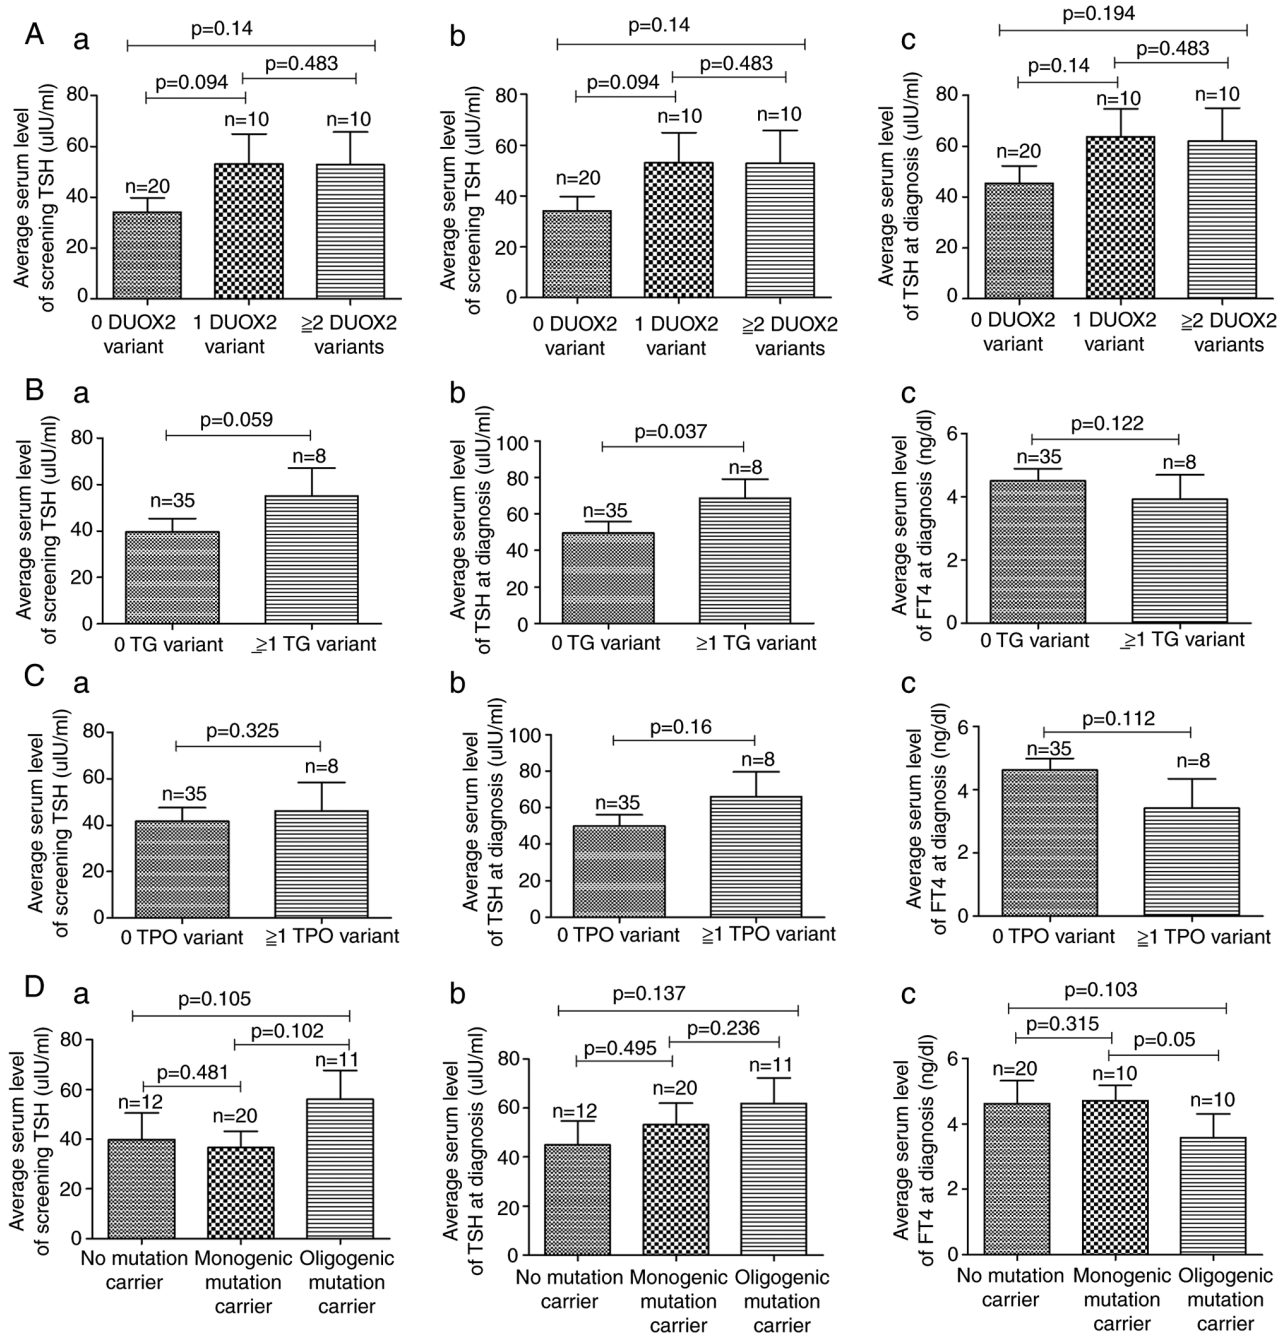 A
a
p=0.14
p=0.094
p=0.483
n=20
n=10
n=10
Average serum level
of screening TSH (uIU/ml)
80
60
40
20
0
0 DUOX2
variant
1 DUOX2
variant
≧2 DUOX2
variants
b
p=0.14
p=0.094
p=0.483
n=20
n=10
n=10
Average serum level
of screening TSH (uIU/ml)
80
60
40
20
0
0 DUOX2
variant
1 DUOX2
variant
≧2 DUOX2
variants
c
p=0.194
p=0.14
p=0.483
n=20
n=10
n=10
Average serum level
of TSH at diagnosis (uIU/ml)
80
60
40
20
0
0 DUOX2
variant
1 DUOX2
variant
≧2 DUOX2
variants
B
a
p=0.059
n=35
n=8
Average serum level
of screening TSH (uIU/ml)
80
60
40
20
0
0 TG variant
≧1 TG variant
b
p=0.037
n=35
n=8
Average serum level
of TSH at diagnosis (uIU/ml)
100
80
60
40
20
0
0 TG variant
≥1 TG variant
c
p=0.122
n=35
n=8
Average serum level
of FT4 at diagnosis (ng/dl)
6
4
2
0
0 TG variant
≧1 TG variant
C
a
p=0.325
n=35
n=8
Average serum level
of screening TSH (uIU/ml)
80
60
40
20
0
0 TPO variant
≧1 TPO variant
b
p=0.16
n=35
n=8
Average serum level
of TSH at diagnosis (uIU/ml)
100
80
60
40
20
0
0 TPO variant
≧1 TPO variant
c
p=0.112
n=35
n=8
Average serum level
of FT4 at diagnosis (ng/dl)
6
4
2
0
0 TPO variant
≧1 TPO variant
D
a
p=0.105
p=0.102
p=0.481
n=12
n=20
n=11
Average serum level
of screening TSH (uIU/ml)
80
60
40
20
0
No mutation
carrier
Monogenic
mutation
carrier
Oligogenic
mutation
carrier
b
p=0.137
p=0.236
p=0.495
n=12
n=20
n=11
Average serum level
of TSH at diagnosis (uIU/ml)
80
60
40
20
0
No mutation
carrier
Monogenic
mutation
carrier
Oligogenic
mutation
carrier
c
p=0.103
p=0.315
p=0.05
n=20
n=10
n=10
Average serum level
of FT4 at diagnosis (ng/dl)
6
4
2
0
No mutation
carrier
Monogenic
mutation
carrier
Oligogenic
mutation
carrier